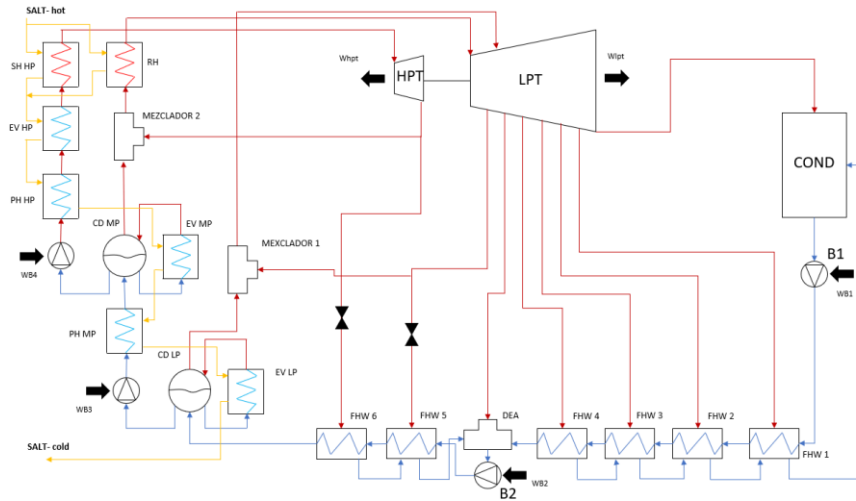 SALT- hot
SH HP
RH
Whpt
HPT
LPT
Wlpt
MEZCLADOR 2
EV HP
COND
PH HP
CD MP
EV MP
MEXCLADOR 1
WB4
B1
WB1
PH MP
CD LP
EV LP
WB3
FHW 6
FHW 5
DEA
FHW 4
FHW 3
FHW 2
FHW 1
SALT- cold
WB2
B2